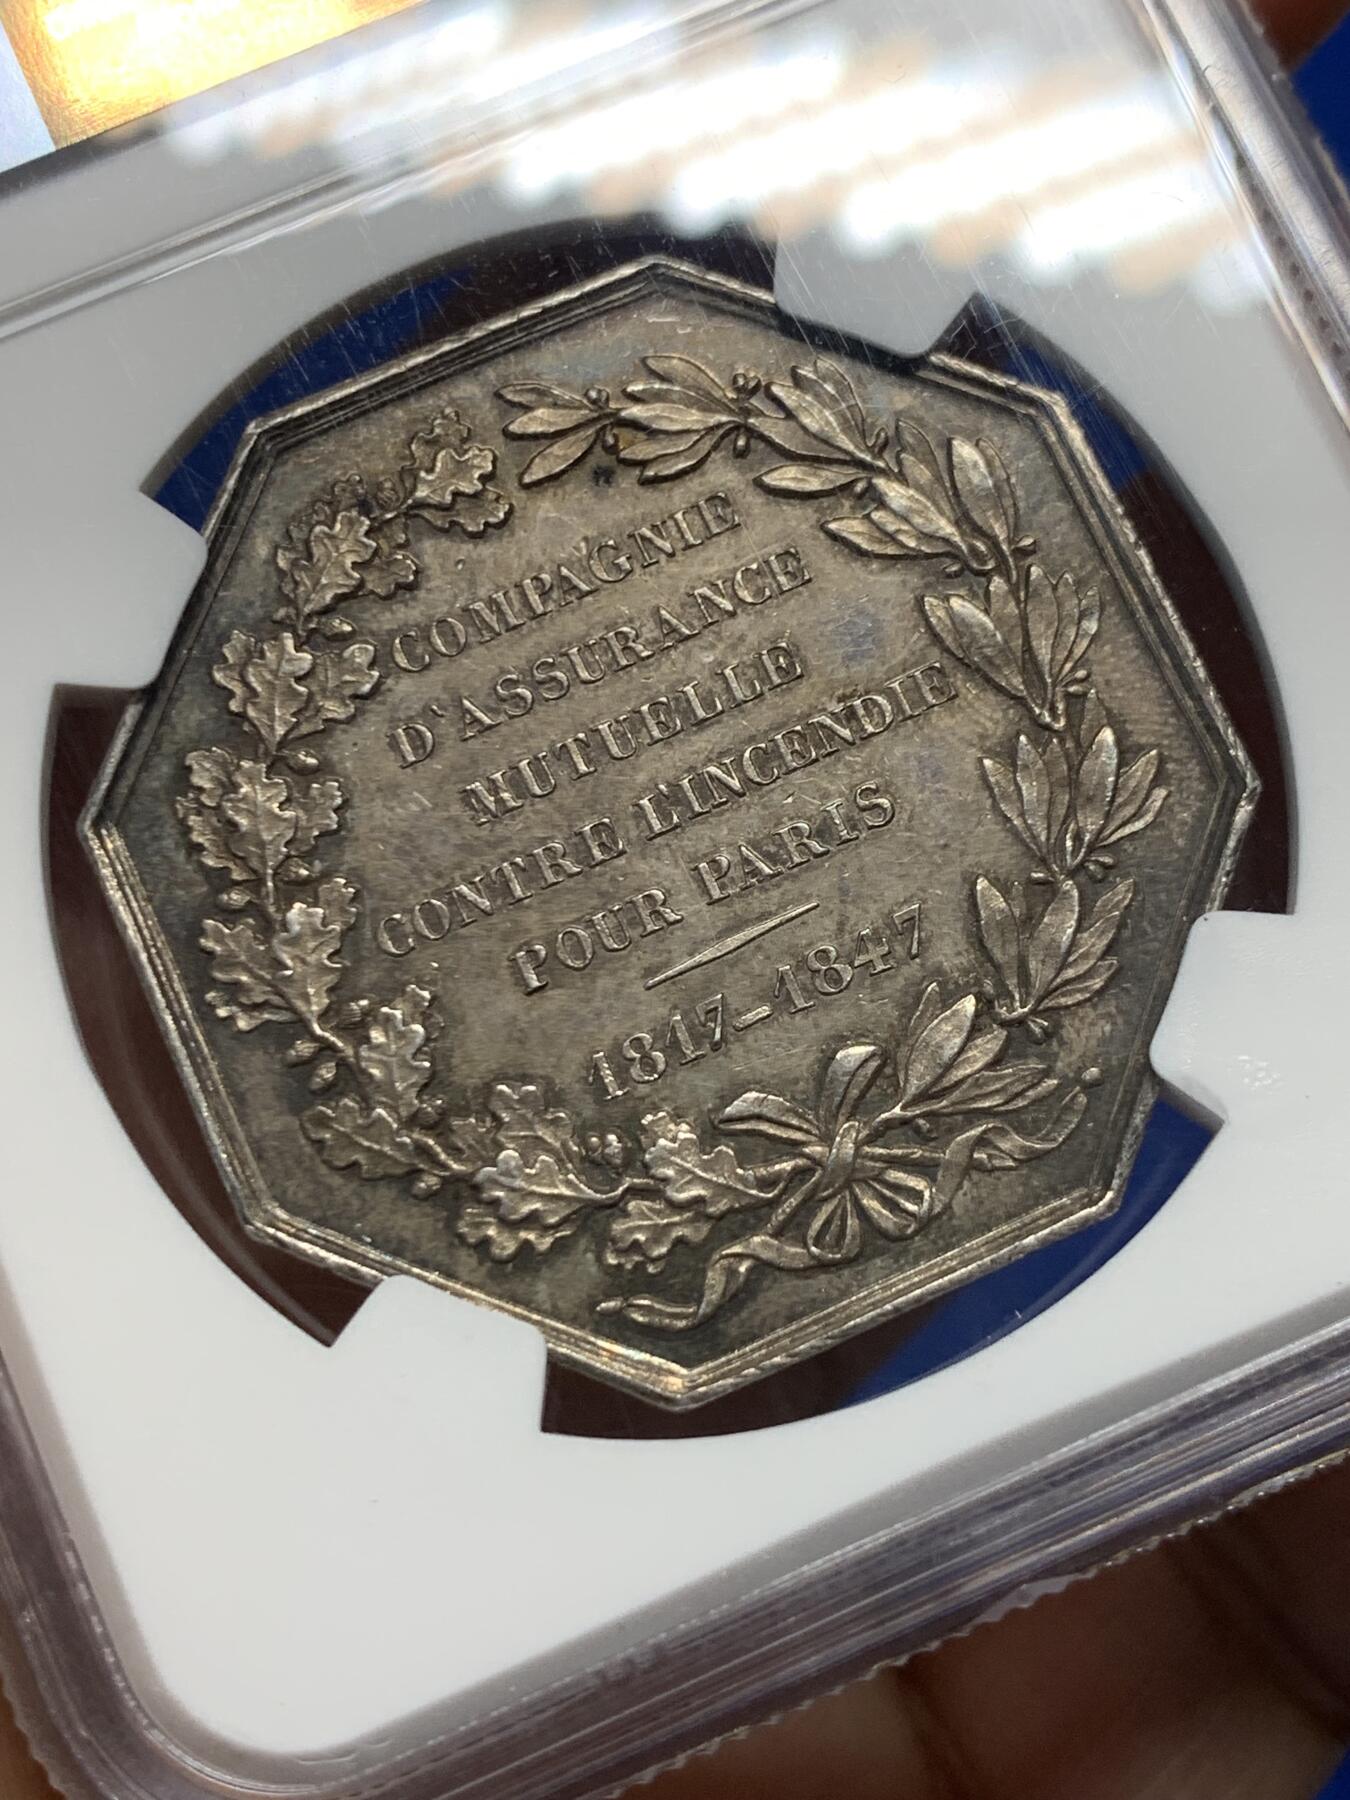 COMPAGNIE
D'ASSURANCE
MUTUELLE
CONTRE L'INCENDIE
POUR PARIS
1817-1847